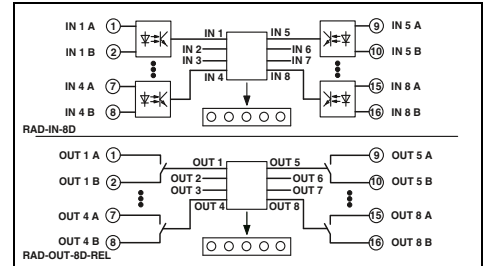 IN 1 A 1 IN 1 IN 5 9 IN 5 A
IN 1 B 2 IN 2 IN 6 10 IN 5 B
IN 3 IN 7
IN 4 A 7 IN 4 IN 8 15 IN 8 A
IN 4 B 8 16 IN 8 B
RAD-IN-8D
OUT 1 A 1 OUT 1 OUT 5 9 OUT 5 A
OUT 1 B 2 OUT 2 OUT 6 10 OUT 5 B
OUT 3 OUT 7
OUT 4 A 7 OUT 4 OUT 8 15 OUT 8 A
OUT 4 B 8 16 OUT 8 B
RAD-OUT-8D-REL